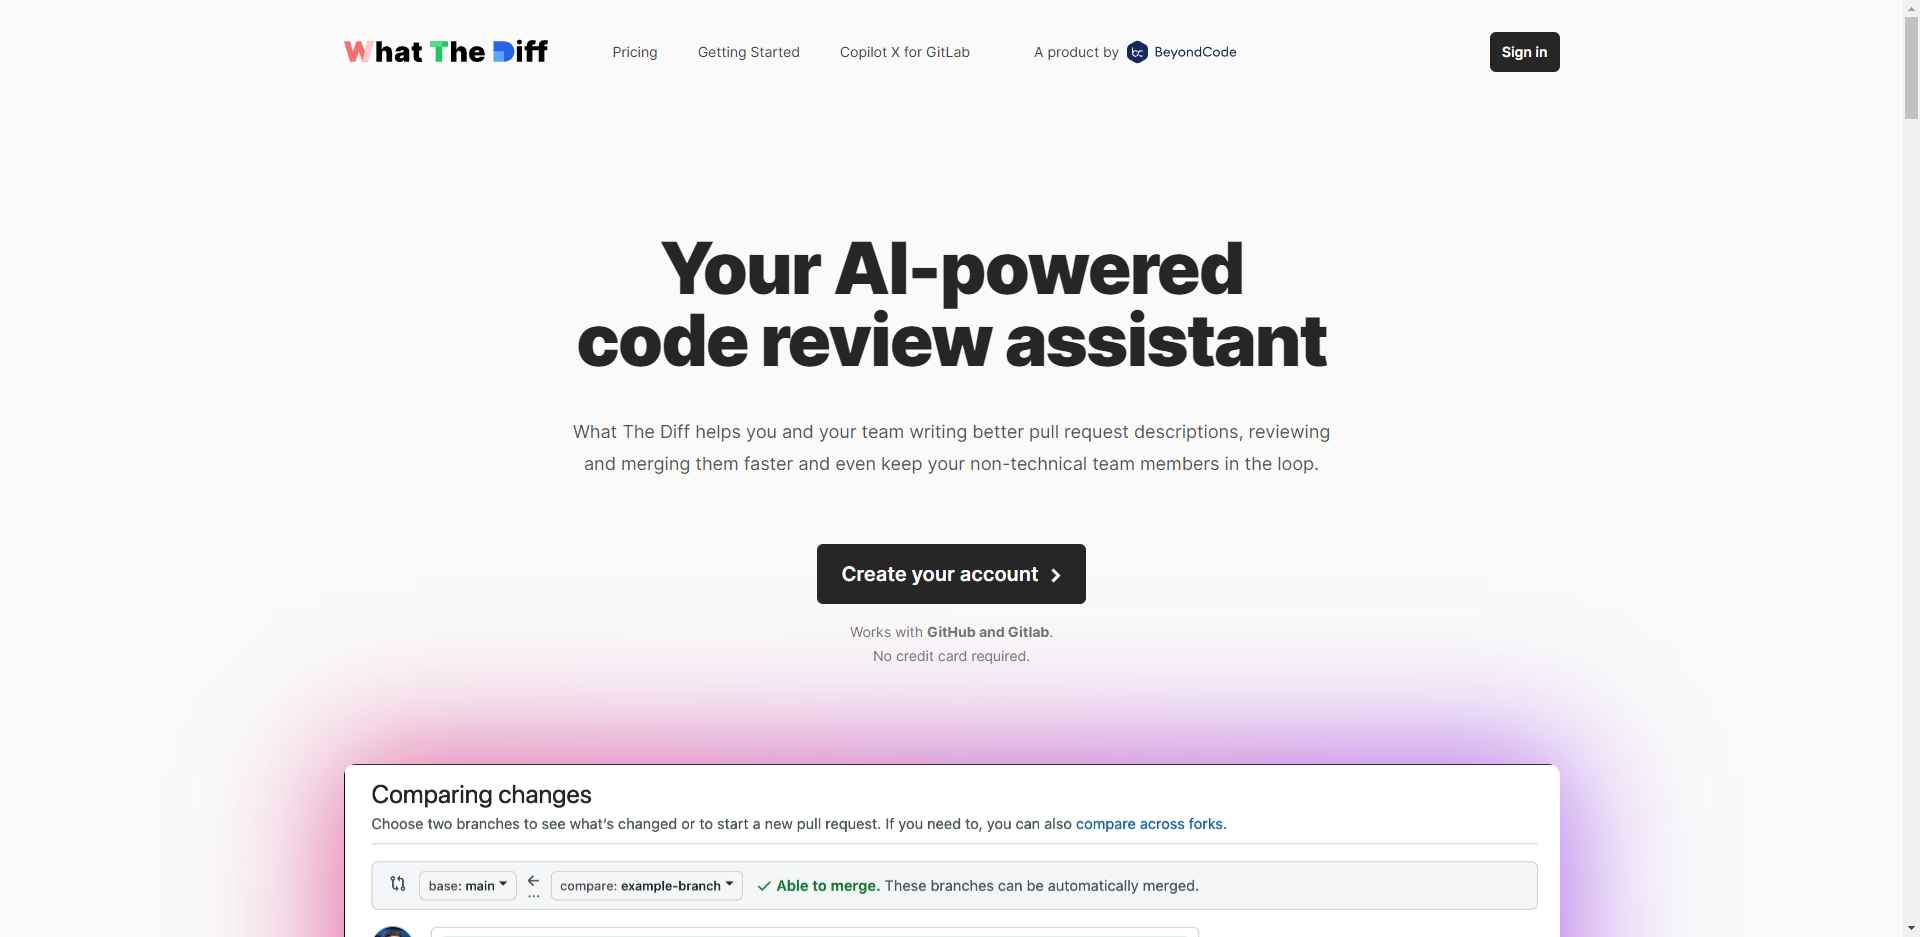 What The Diff
Pricing
Getting Started
Copilot X for GitLab
A product by BeyondCode
Sign in
Your AI-powered
code review assistant
What The Diff helps you and your team writing better pull request descriptions, reviewing
and merging them faster and even keep your non-technical team members in the loop.
Create your account
Works with GitHub and Gitlab.
No credit card required.
Comparing changes
Choose two branches to see what's changed or to start a new pull request. If you need to, you can also compare across forks.
base: main
compare: example-branch
Able to merge. These branches can be automatically merged.